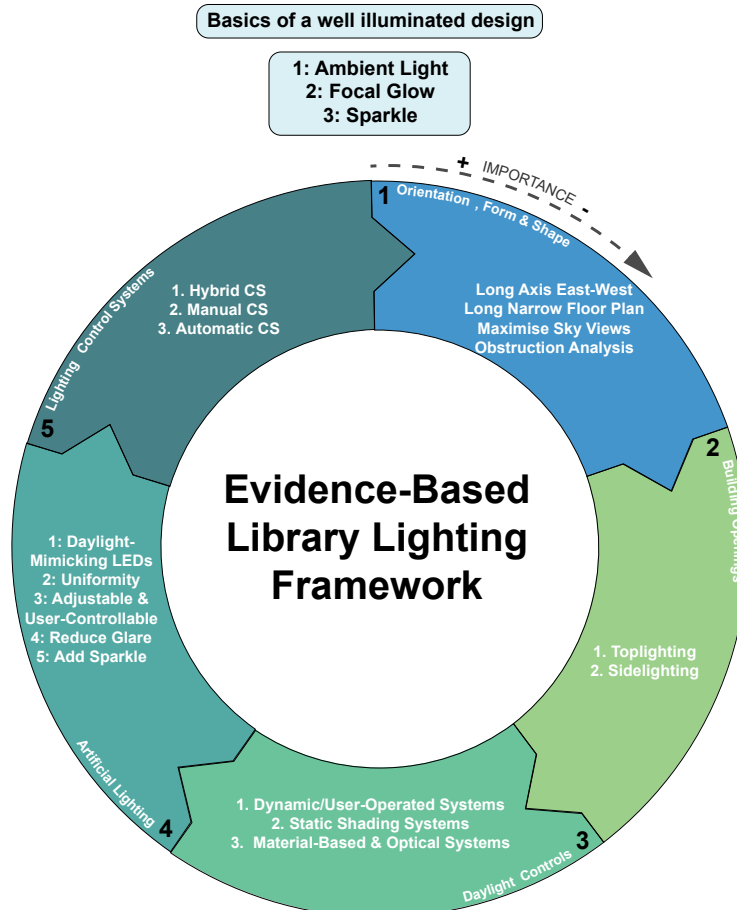 Basics of a well illuminated design
1: Ambient Light
2: Focal Glow
3: Sparkle
+ IMPORTANCE -
1 Orientation , Form & Shape
Long Axis East-West
Long Narrow Floor Plan
Maximise Sky Views
Obstruction Analysis
2 Building Openings
1. Toplighting
2. Sidelighting
3 Daylight Controls
1. Dynamic/User-Operated Systems
2. Static Shading Systems
3. Material-Based & Optical Systems
4 Artificial Lighting
1: Daylight-
Mimicking LEDs
2: Uniformity
3: Adjustable &
User-Controllable
4: Reduce Glare
5: Add Sparkle
5 Lighting Control Systems
1. Hybrid CS
2. Manual CS
3. Automatic CS
Evidence-Based
Library Lighting
Framework